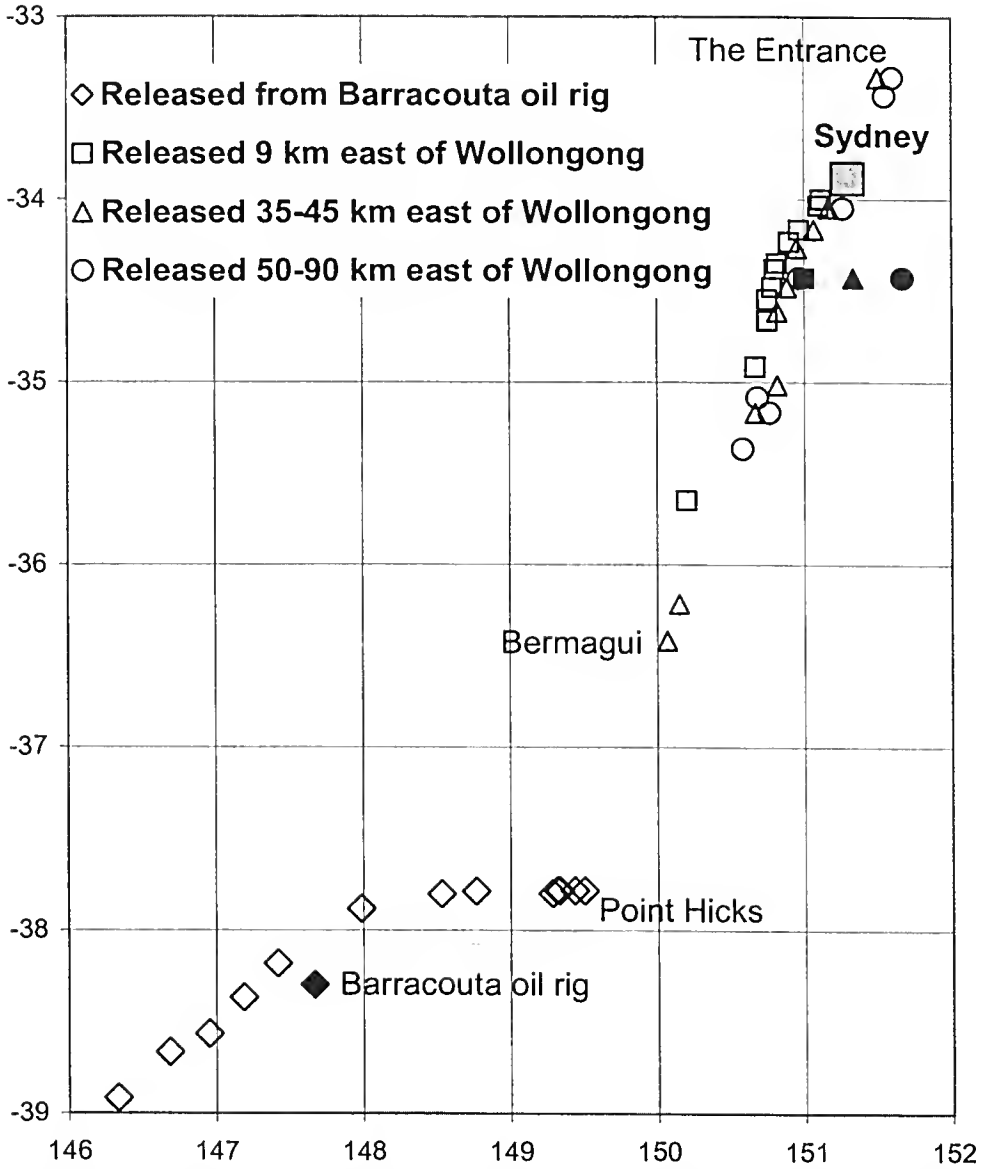 -33
The Entrance
Released from Barracouta oil rig
Sydney
Released 9 km east of Wollongong
-34
Released 35-45 km east of Wollongong
Released 50-90 km east of Wollongong
-35
-36
Bermagui
-37
Point Hicks
-38
Barracouta oil rig
-39
146 147 148 149 150 151 152